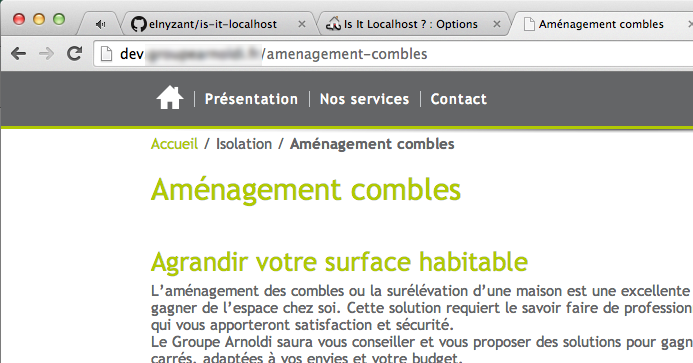 elnyzant/is-it-localhost
Is It Localhost ? : Options
Aménagement combles
dev /amenagement-combles
Présentation
Nos services
Contact
Accueil / Isolation / Aménagement combles
Aménagement combles
Agrandir votre surface habitable
L'aménagement des combles ou la surélévation d'une maison est une excellente
gagner de l'espace chez soi. Cette solution requiert le savoir faire de profession
qui vous apporteront satisfaction et sécurité.
Le Groupe Arnoldi saura vous conseiller et vous proposer des solutions pour gagn
carrés, adaptées à vos envies et votre budget.